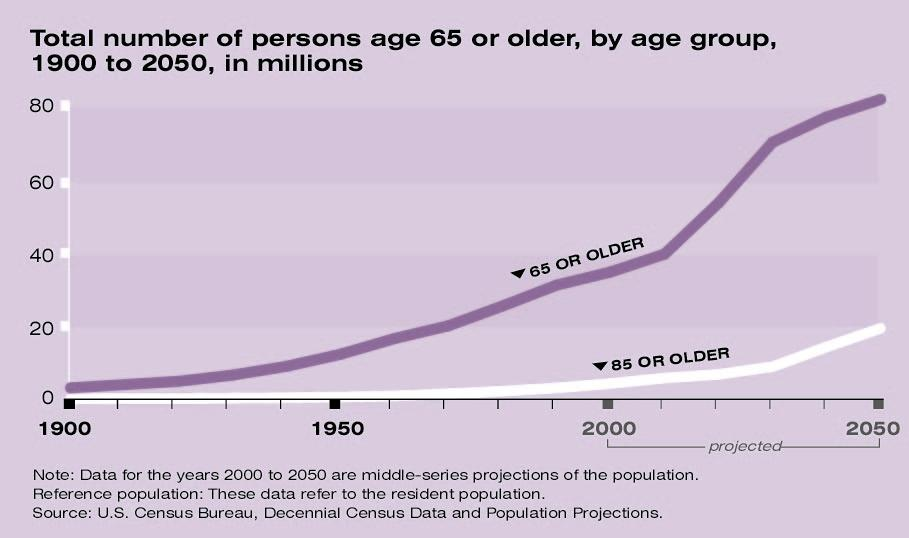 Total number of persons age 65 or older, by age group,
1900 to 2050, in millions
80
60
40
20
0
65 OR OLDER
85 OR OLDER
1900 1950 2000 2050
projected
Note: Data for the years 2000 to 2050 are middle-series projections of the population.
Reference population: These data refer to the resident population.
Source: U.S. Census Bureau, Decennial Census Data and Population Projections.